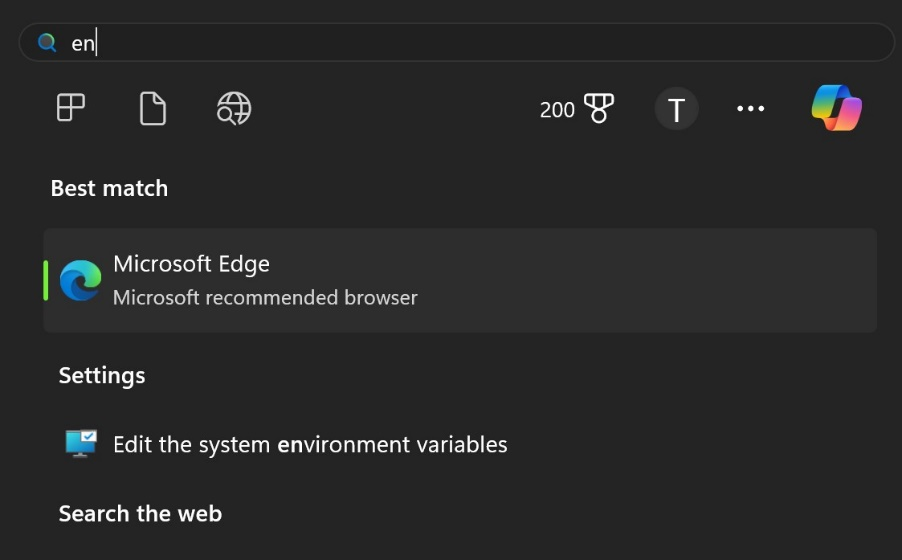 en
200
T
Best match
Microsoft Edge
Microsoft recommended browser
Settings
Edit the system environment variables
Search the web